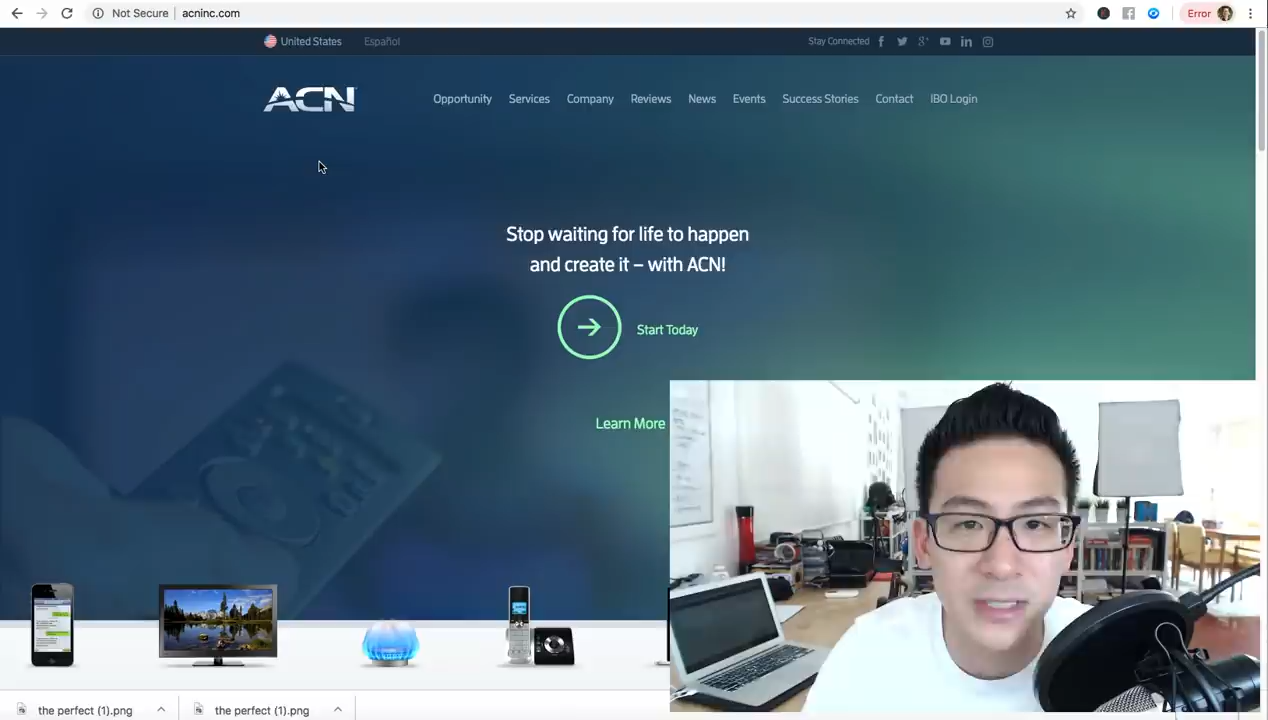 Not Secure
acninc.com
Error
United States
Español
Stay Connected
ACN
Opportunity
Services
Company
Reviews
News
Events
Success Stories
Contact
IBO Login
Stop waiting for life to happen
and create it – with ACN!
Start Today
Learn More
the perfect (1).png
the perfect (1).png